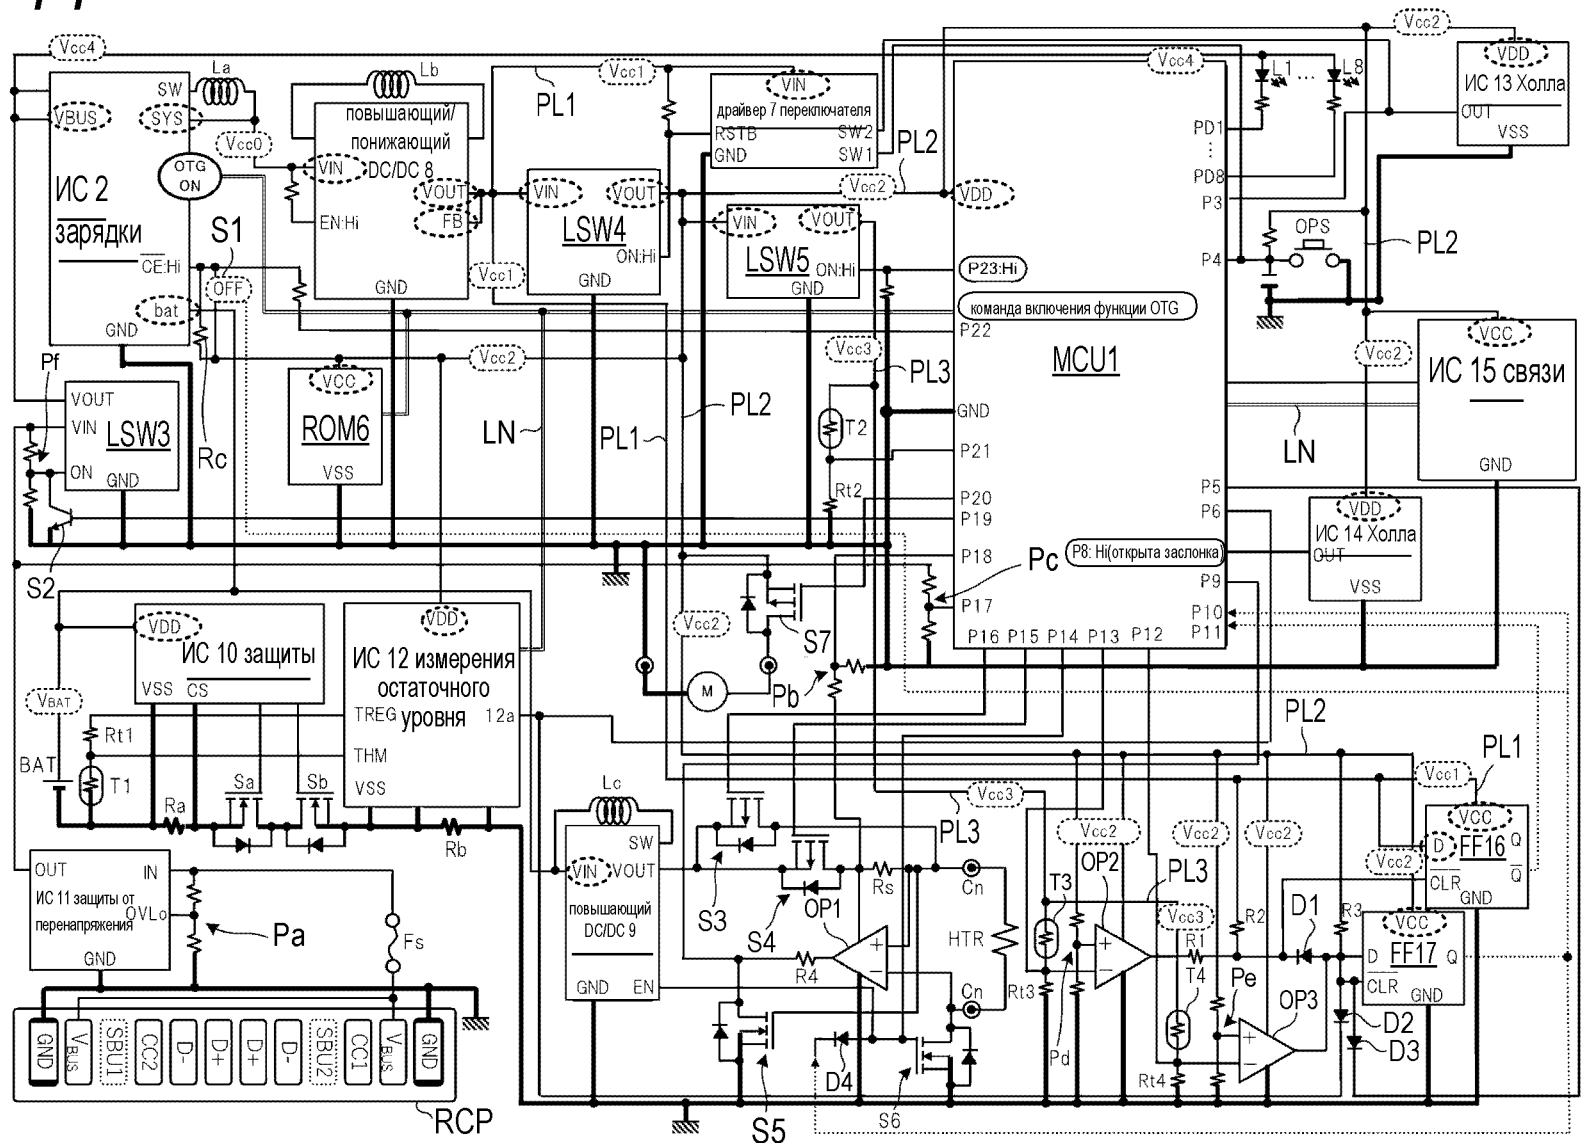 Vcc4
La
Lb
PL1
Vcc1
PL2
Vcc2
Vcc4
L1 ... L8
VDD
ИС 13 Холла
OUT
VSS
SW
VBUS
SYS
Vcc0
OTG
ON
ИС 2
зарядки
CE:Hi
bat
GND
S1
OFF
повышающий/
понижающий
DC/DC 8
VIN
EN:Hi
VOUT
FB
GND
VIN
VOUT
LSW4
ON:Hi
GND
Vcc1
VIN
драйвер 7 переключателя
RSTB
SW2
GND
SW1
Vcc2
PL2
VIN
VOUT
LSW5
ON:Hi
GND
VDD
P23:Hi
команда включения функции OTG
P22
MCU1
GND
P21
P20
P19
P18
P17
P16
P15
P14
P13
P12
PD1
⋮
PD8
P3
P4
P5
P6
P8: Hi(открыта заслонка)
P9
P10
P11
OPS
PL2
VCC
Vcc2
ИС 15 связи
LN
GND
VDD
ИС 14 Холла
OUT
VSS
Pf
VOUT
VIN
LSW3
ON
GND
Rc
S2
VCC
ROM6
VSS
Vcc2
LN
PL1
PL2
Vcc3
PL3
T2
Rt2
Pc
Vcc2
S7
M
Pb
VDD
ИС 10 защиты
VSS
CS
VDD
ИС 12 измерения
остаточного
уровня
TREG
12a
THM
VSS
VBAT
Rt1
BAT
T1
Ra
Sa
Sb
Rb
OUT
IN
ИС 11 защиты от
перенапряжения
OVLo
GND
Pa
Fs
GND
VBUS
SBU1
CC2
D-
D+
D+
D-
SBU2
CC1
VBUS
GND
RCP
Lc
SW
VIN
VOUT
повышающий
DC/DC 9
GND
EN
S3
S4
OP1
Rs
Cn
HTR
Cn
R4
S5
D4
S6
Vcc3
PL3
T3
Rt3
Pd
Vcc2
OP2
PL3
Vcc3
R1
T4
Rt4
Vcc2
Vcc2
R2
Pe
OP3
D1
R3
D2
D3
PL2
PL1
Vcc1
VCC
D
Q
FF16
Q
CLR
GND
Vcc2
VCC
D
FF17
Q
CLR
GND